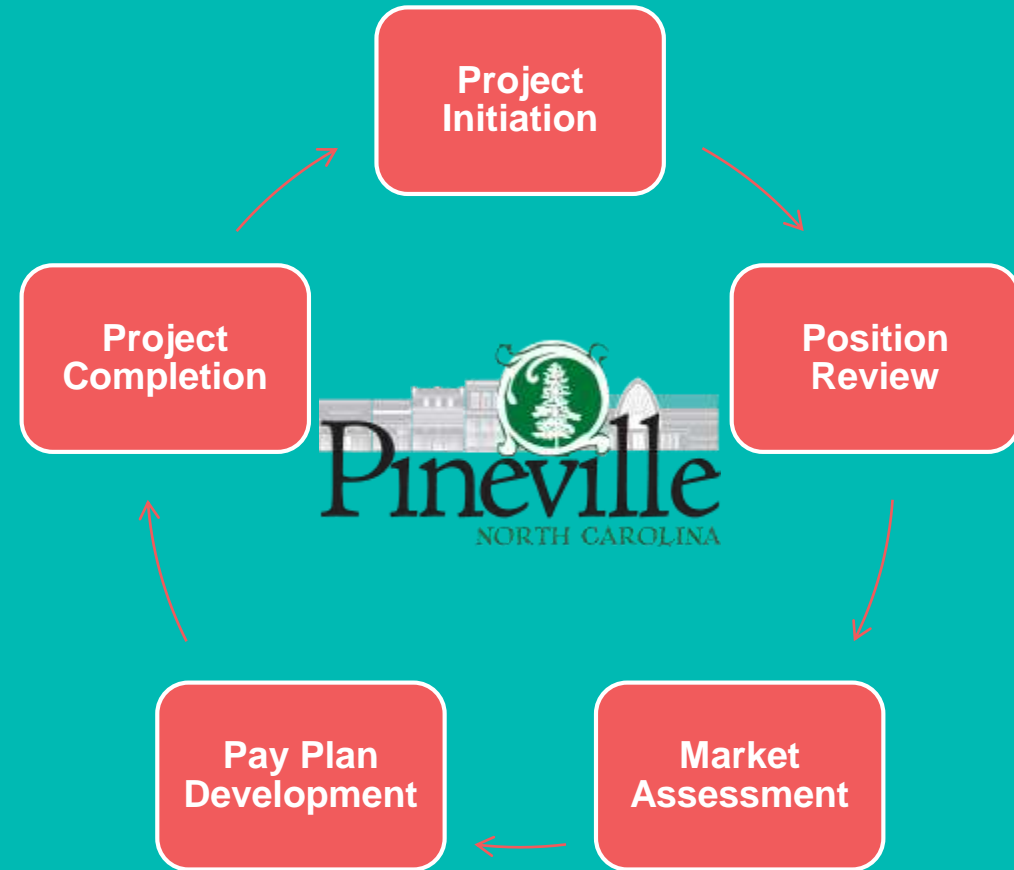 Project
Initiation
Position
Review
Market
Assessment
Pay Plan
Development
Project
Completion
Pineville
NORTH CAROLINA